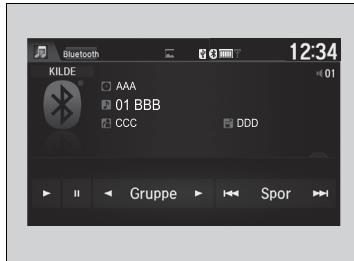 Bluetooth
12:34
KILDE
01
AAA
01 BBB
CCC
DDD
Gruppe
Spor